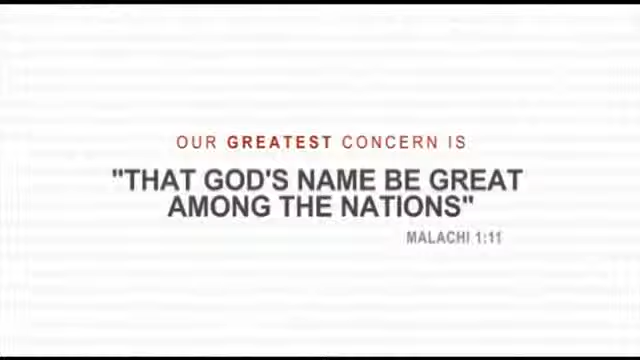 OUR GREATEST CONCERN IS
"THAT GOD'S NAME BE GREAT
AMONG THE NATIONS"
MALACHI 1:11